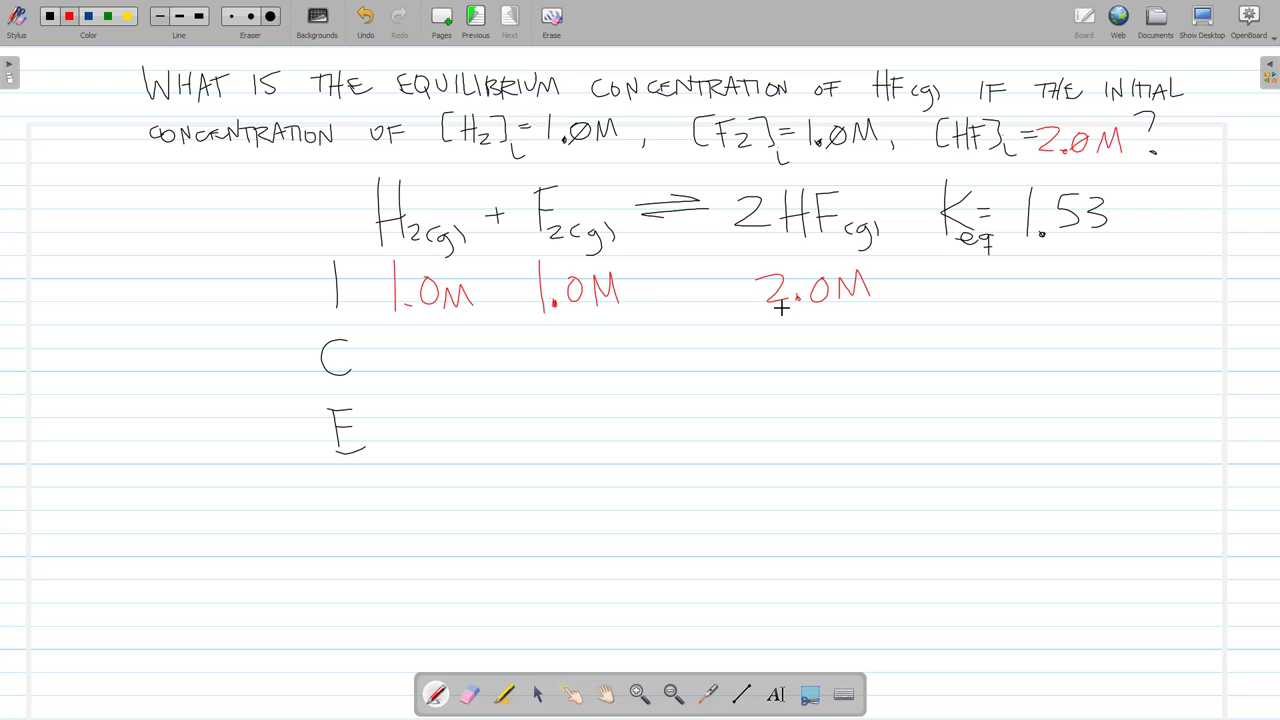 Stylus Color Line Eraser Backgrounds Undo Redo Pages Previous Next Erase Board Web Documents Show Desktop OpenBoard
WHAT IS THE EQUILIBRIUM CONCENTRATION OF HF(g) IF THE INITIAL
CONCENTRATION OF [H2]i = 1.0M, [F2]i = 1.0M, [HF]i = 2.0M ?
H2(g) + F2(g) ⇌ 2HF(g) Keq = 1.53
I 1.0M 1.0M 2.0M
C
E
AI